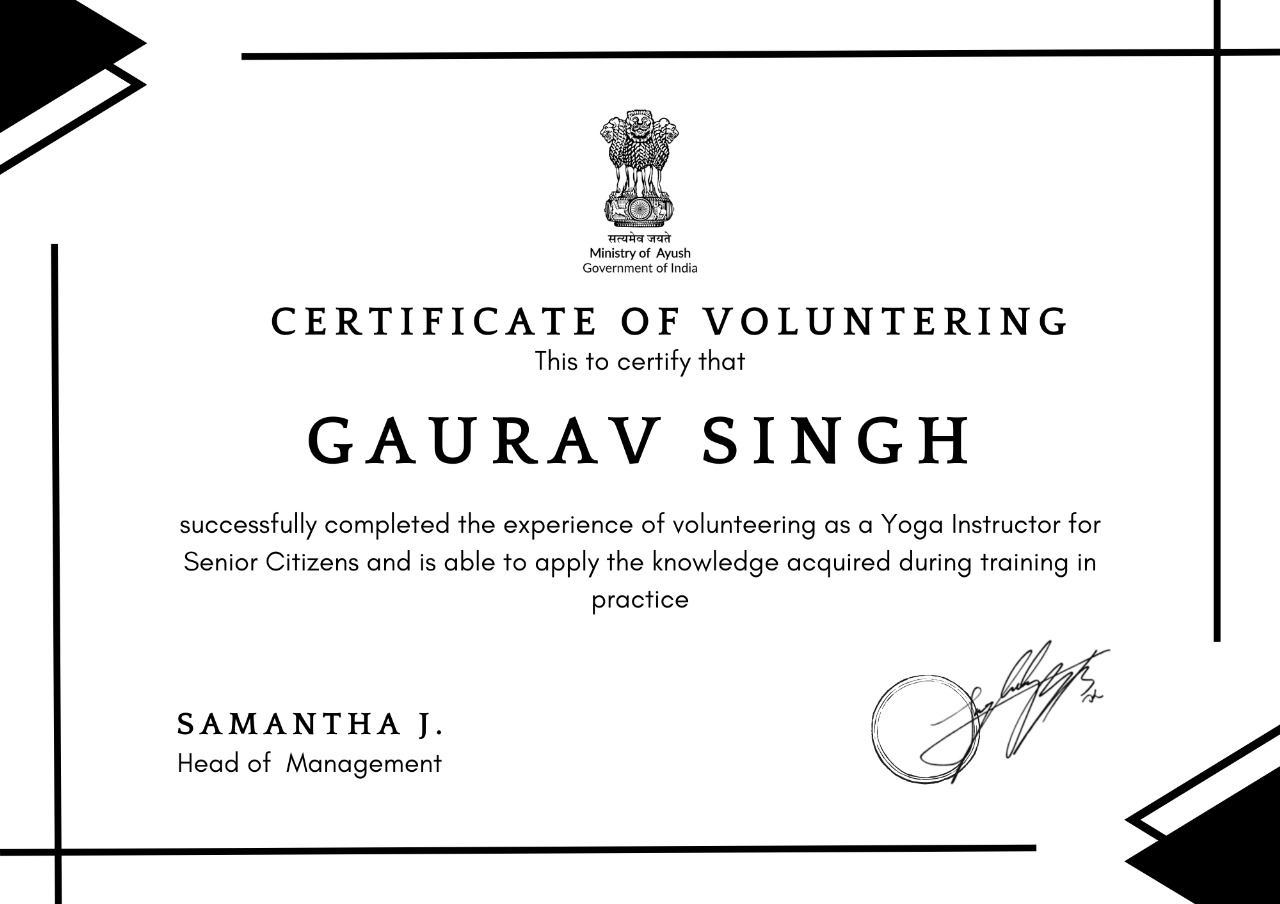 सत्यमेव जयते
Ministry of Ayush
Government of India
CERTIFICATE OF VOLUNTERING
This to certify that
GAURAV SINGH
successfully completed the experience of volunteering as a Yoga Instructor for
Senior Citizens and is able to apply the knowledge acquired during training in
practice
SAMANTHA J.
Head of Management